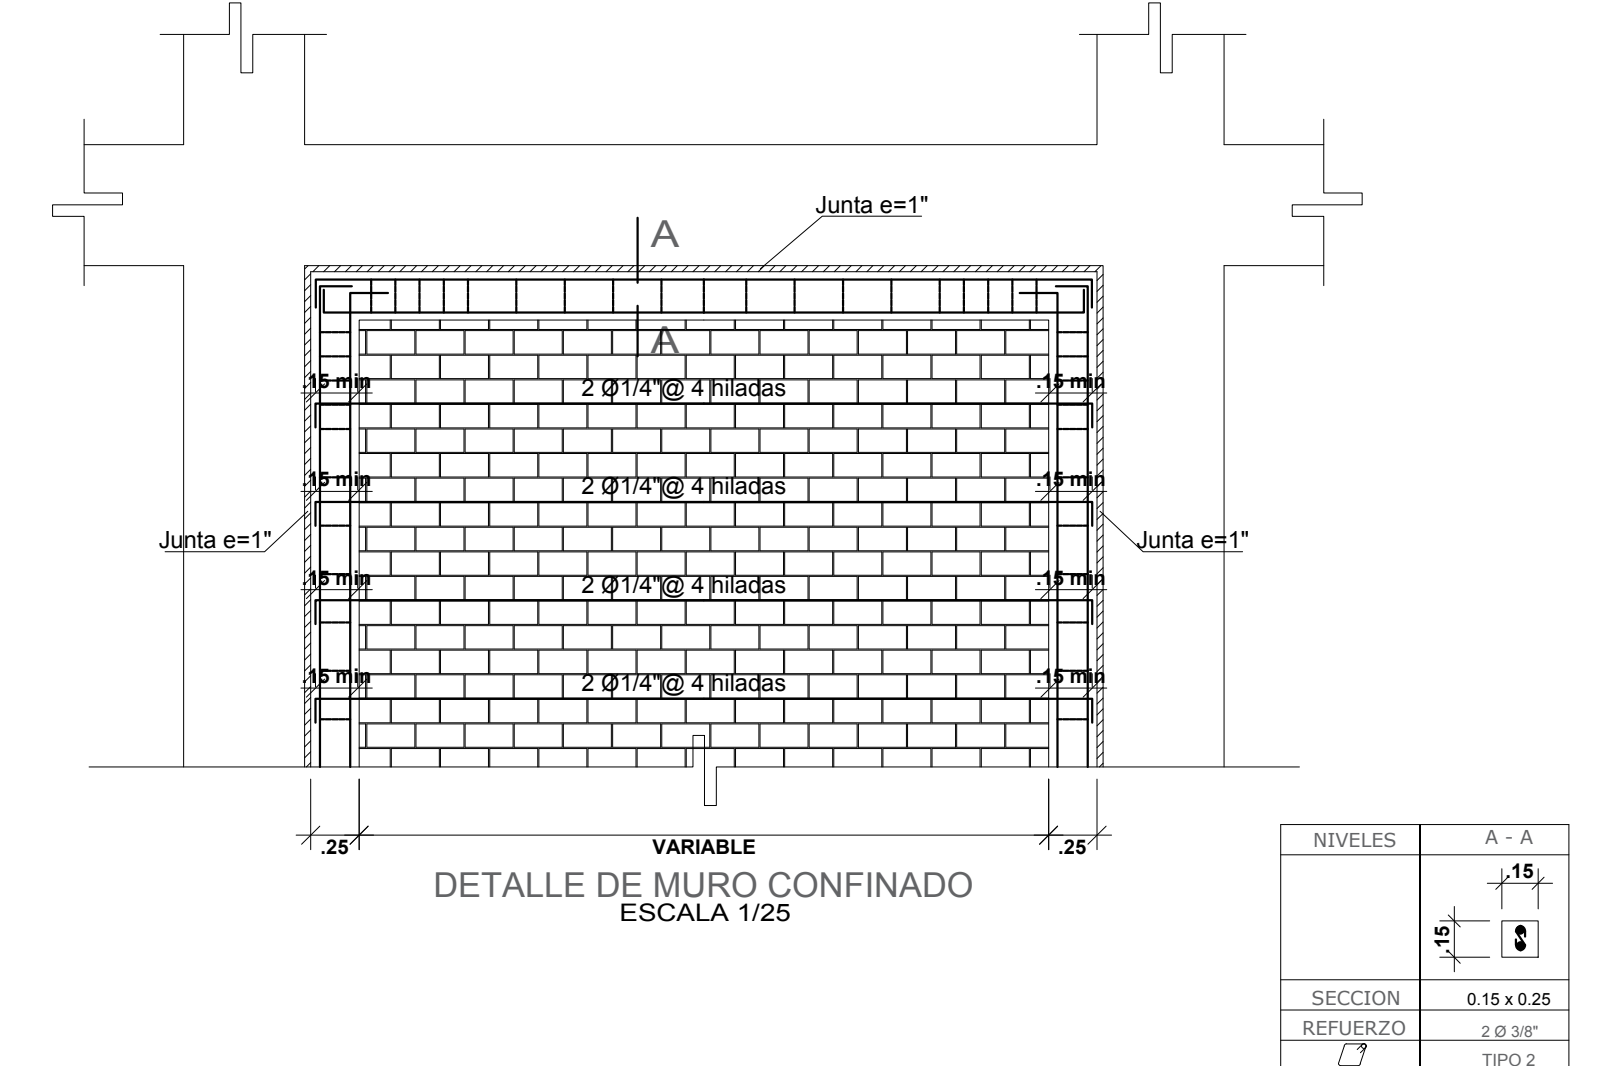 Junta e=1"
A
A
.15 min
2 Ø1/4"@ 4 hiladas
.15 min
.15 min
2 Ø1/4"@ 4 hiladas
.15 min
Junta e=1"
Junta e=1"
.15 min
2 Ø1/4"@ 4 hiladas
.15 min
.15 min
2 Ø1/4"@ 4 hiladas
.15 min
.25
VARIABLE
.25
DETALLE DE MURO CONFINADO
ESCALA 1/25
NIVELES
A - A
.15
.15
SECCION
0.15 x 0.25
REFUERZO
2 Ø 3/8"
TIPO 2